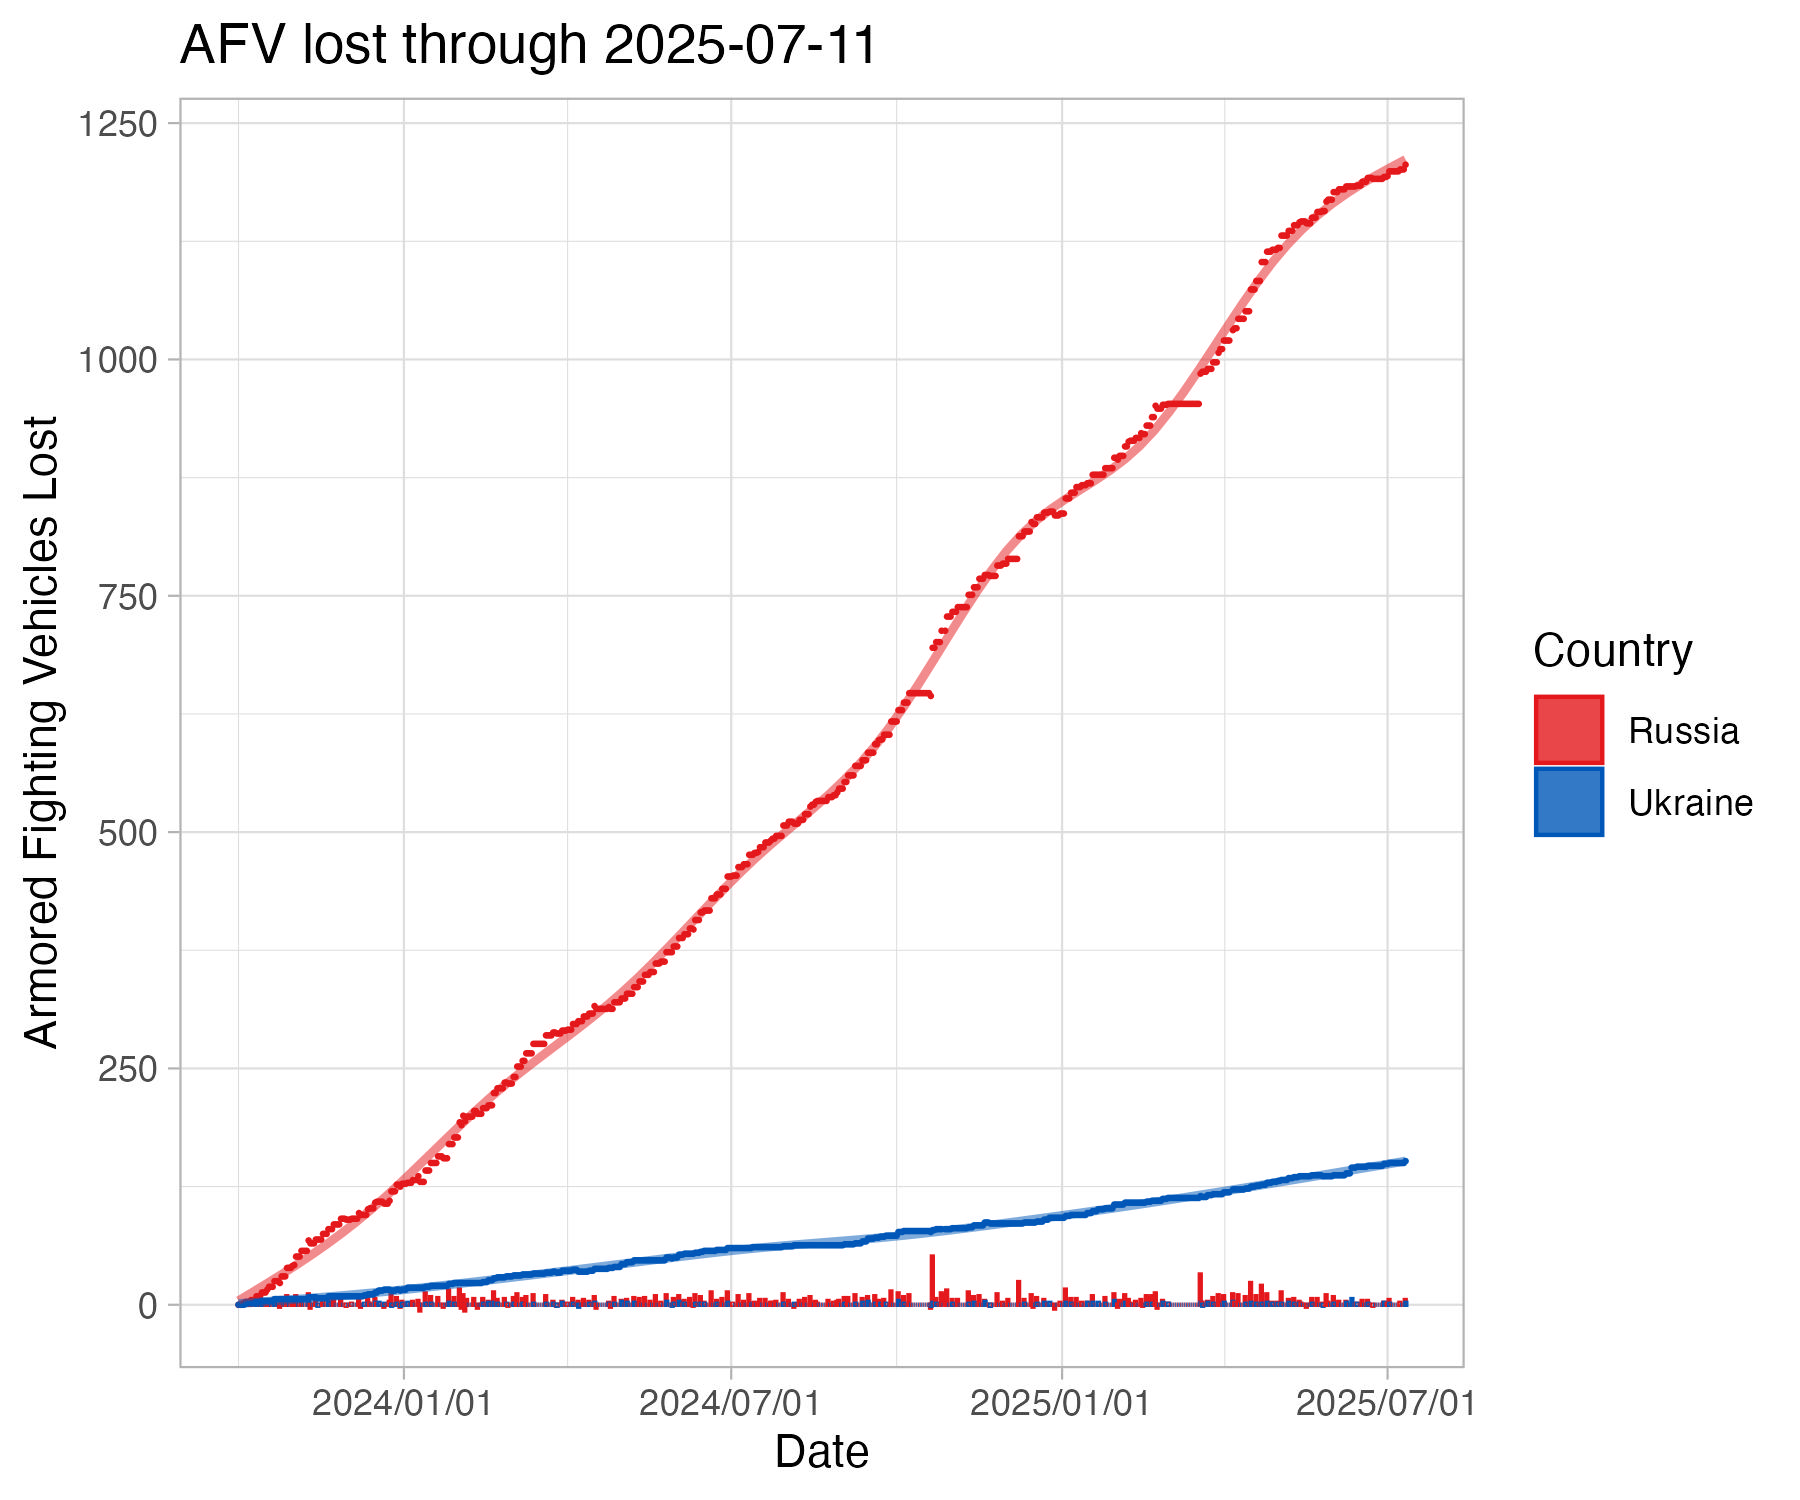 AFV lost through 2025-07-11
Armored Fighting Vehicles Lost
1250
1000
750
500
250
0
2024/01/01
2024/07/01
2025/01/01
2025/07/01
Date
Country
Russia
Ukraine